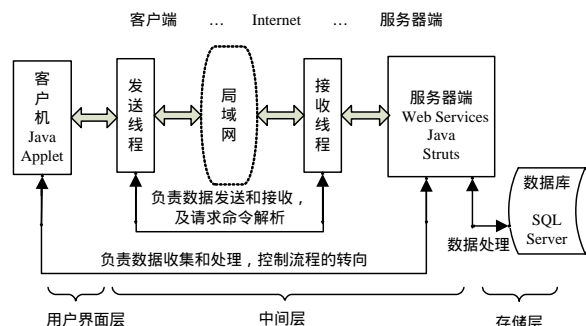 客户端 … Internet … 服务器端
客
户
机
Java
Applet
发
送
线
程
局
域
网
接
收
线
程
服务器端
Web Services
Java
Struts
数据库
SQL
Server
负责数据发送和接收，
及请求命令解析
数据处理
负责数据收集和处理，控制流程的转向
用户界面层
中间层
存储层